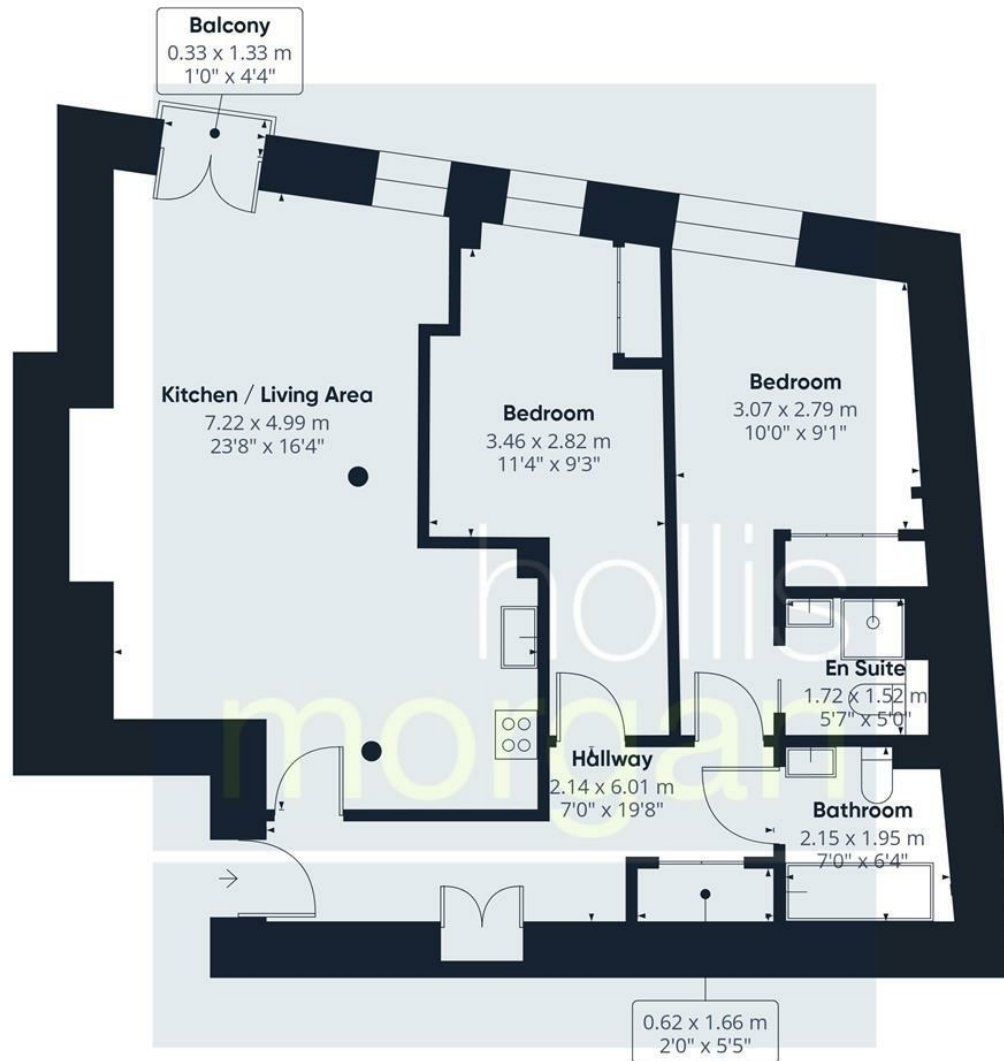 Balcony
0.33 x 1.33 m
1'0" x 4'4"
Kitchen / Living Area
7.22 x 4.99 m
23'8" x 16'4"
Bedroom
3.46 x 2.82 m
11'4" x 9'3"
Bedroom
3.07 x 2.79 m
10'0" x 9'1"
hollis
morgan
En Suite
1.72 x 1.52 m
5'7" x 5'0"
Hallway
2.14 x 6.01 m
7'0" x 19'8"
Bathroom
2.15 x 1.95 m
7'0" x 6'4"
0.62 x 1.66 m
2'0" x 5'5"